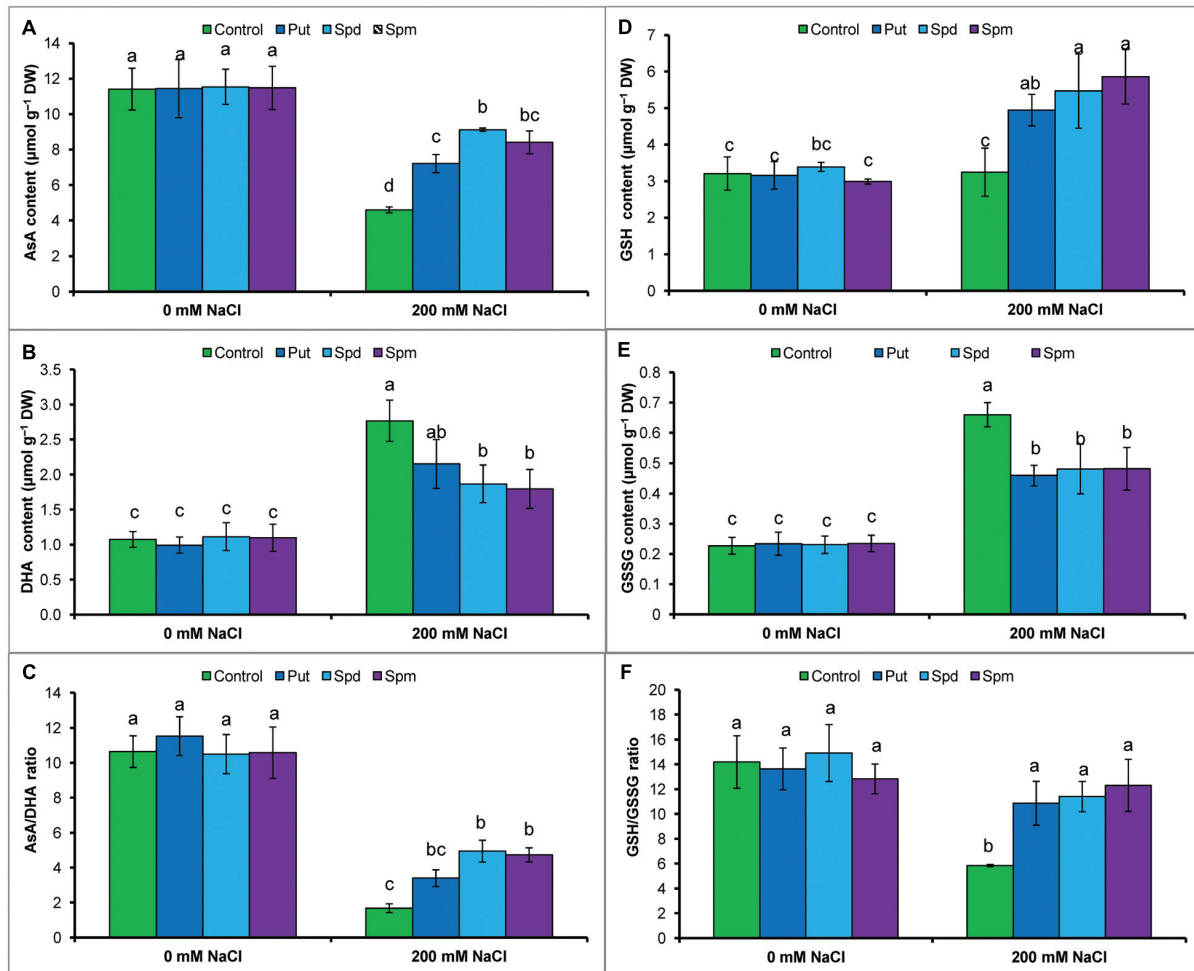 A
Control Put Spd Spm
AsA content (µmol g⁻¹ DW)
14
12
10
8
6
4
2
0
a a a a
d c b bc
0 mM NaCl 200 mM NaCl
B
Control Put Spd Spm
DHA content (µmol g⁻¹ DW)
3.5
3.0
2.5
2.0
1.5
1.0
0.5
0.0
c c c c
a ab b b
0 mM NaCl 200 mM NaCl
C
Control Put Spd Spm
AsA/DHA ratio
14
12
10
8
6
4
2
0
a a a a
c bc b b
0 mM NaCl 200 mM NaCl
D
Control Put Spd Spm
GSH content (µmol g⁻¹ DW)
7
6
5
4
3
2
1
0
c c bc c
c ab a a
0 mM NaCl 200 mM NaCl
E
Control Put Spd Spm
GSSG content (µmol g⁻¹ DW)
0.8
0.7
0.6
0.5
0.4
0.3
0.2
0.1
0
c c c c
a b b b
0 mM NaCl 200 mM NaCl
F
Control Put Spd Spm
GSH/GSSG ratio
20
18
16
14
12
10
8
6
4
2
0
a a a a
b a a a
0 mM NaCl 200 mM NaCl